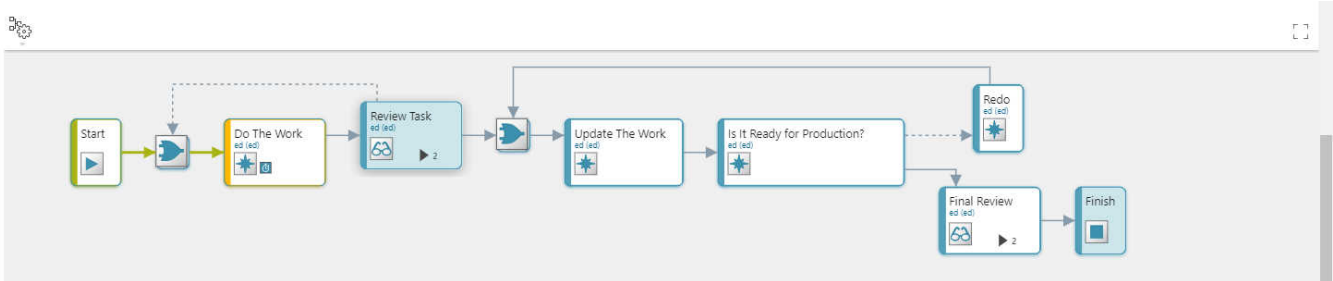 Start
Do The Work
ed (ed)
Review Task
ed (ed)
2
Update The Work
ed (ed)
Is It Ready for Production?
ed (ed)
Redo
ed (ed)
Final Review
ed (ed)
2
Finish